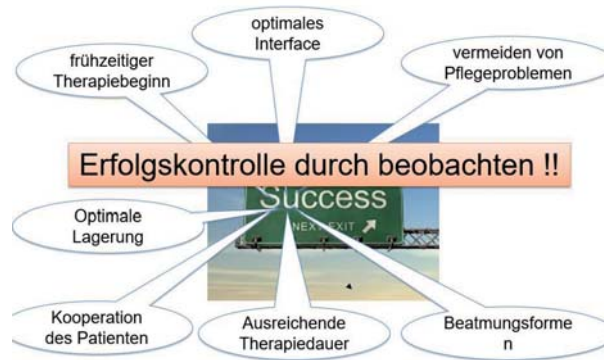 optimales
Interface
frühzeitiger
Therapiebeginn
vermeiden von
Pflegeproblemen
Erfolgskontrolle durch beobachten !!
Success
NEXT EXIT
Optimale
Lagerung
Kooperation
des Patienten
Ausreichende
Therapiedauer
Beatmungsforme
n